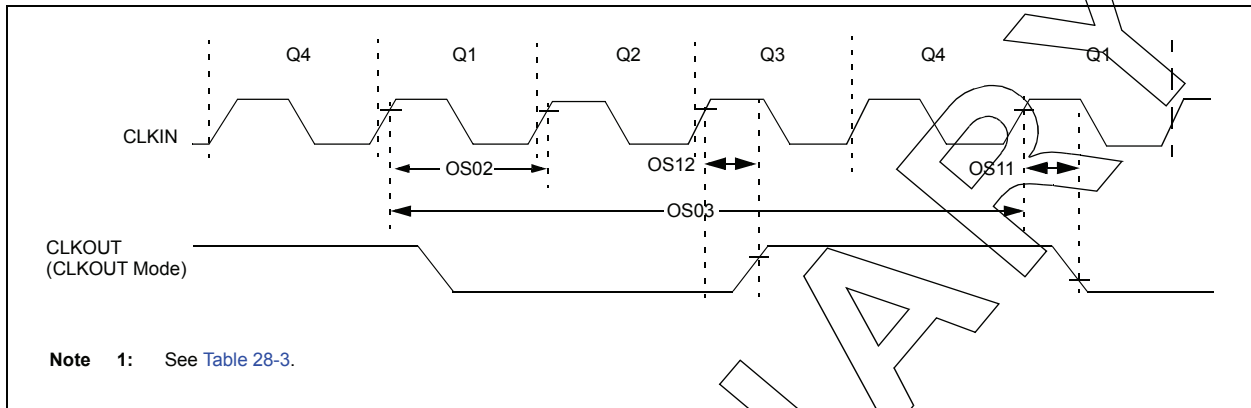 Q4 Q1 Q2 Q3 Q4 Q1
CLKIN
OS02 OS12 OS11
OS03
CLKOUT
(CLKOUT Mode)
Note 1: See Table 28-3.